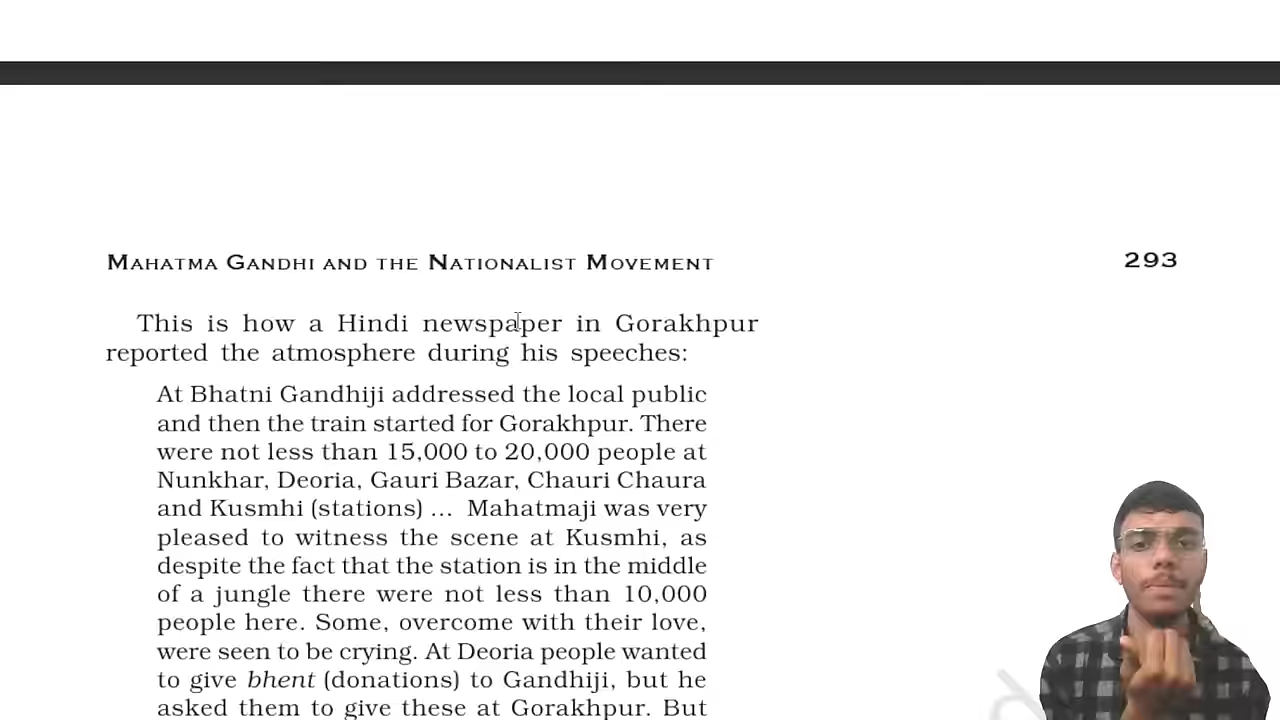 MAHATMA GANDHI AND THE NATIONALIST MOVEMENT
293
This is how a Hindi newspaper in Gorakhpur
reported the atmosphere during his speeches:
At Bhatni Gandhiji addressed the local public
and then the train started for Gorakhpur. There
were not less than 15,000 to 20,000 people at
Nunkhar, Deoria, Gauri Bazar, Chauri Chaura
and Kusmhi (stations) … Mahatmaji was very
pleased to witness the scene at Kusmhi, as
despite the fact that the station is in the middle
of a jungle there were not less than 10,000
people here. Some, overcome with their love,
were seen to be crying. At Deoria people wanted
to give bhent (donations) to Gandhiji, but he
asked them to give these at Gorakhpur. But